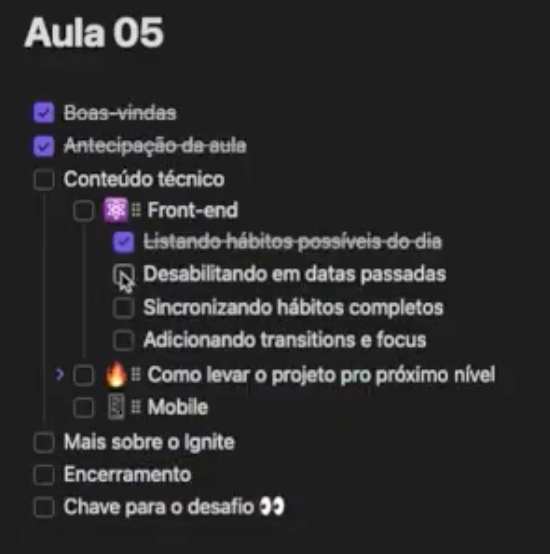 Aula 05
Boas-vindas
Antecipação da aula
Conteúdo técnico
Front-end
Listando hábitos possíveis do dia
Desabilitando em datas passadas
Sincronizando hábitos completos
Adicionando transitions e focus
Como levar o projeto pro próximo nível
Mobile
Mais sobre o Ignite
Encerramento
Chave para o desafio 👀